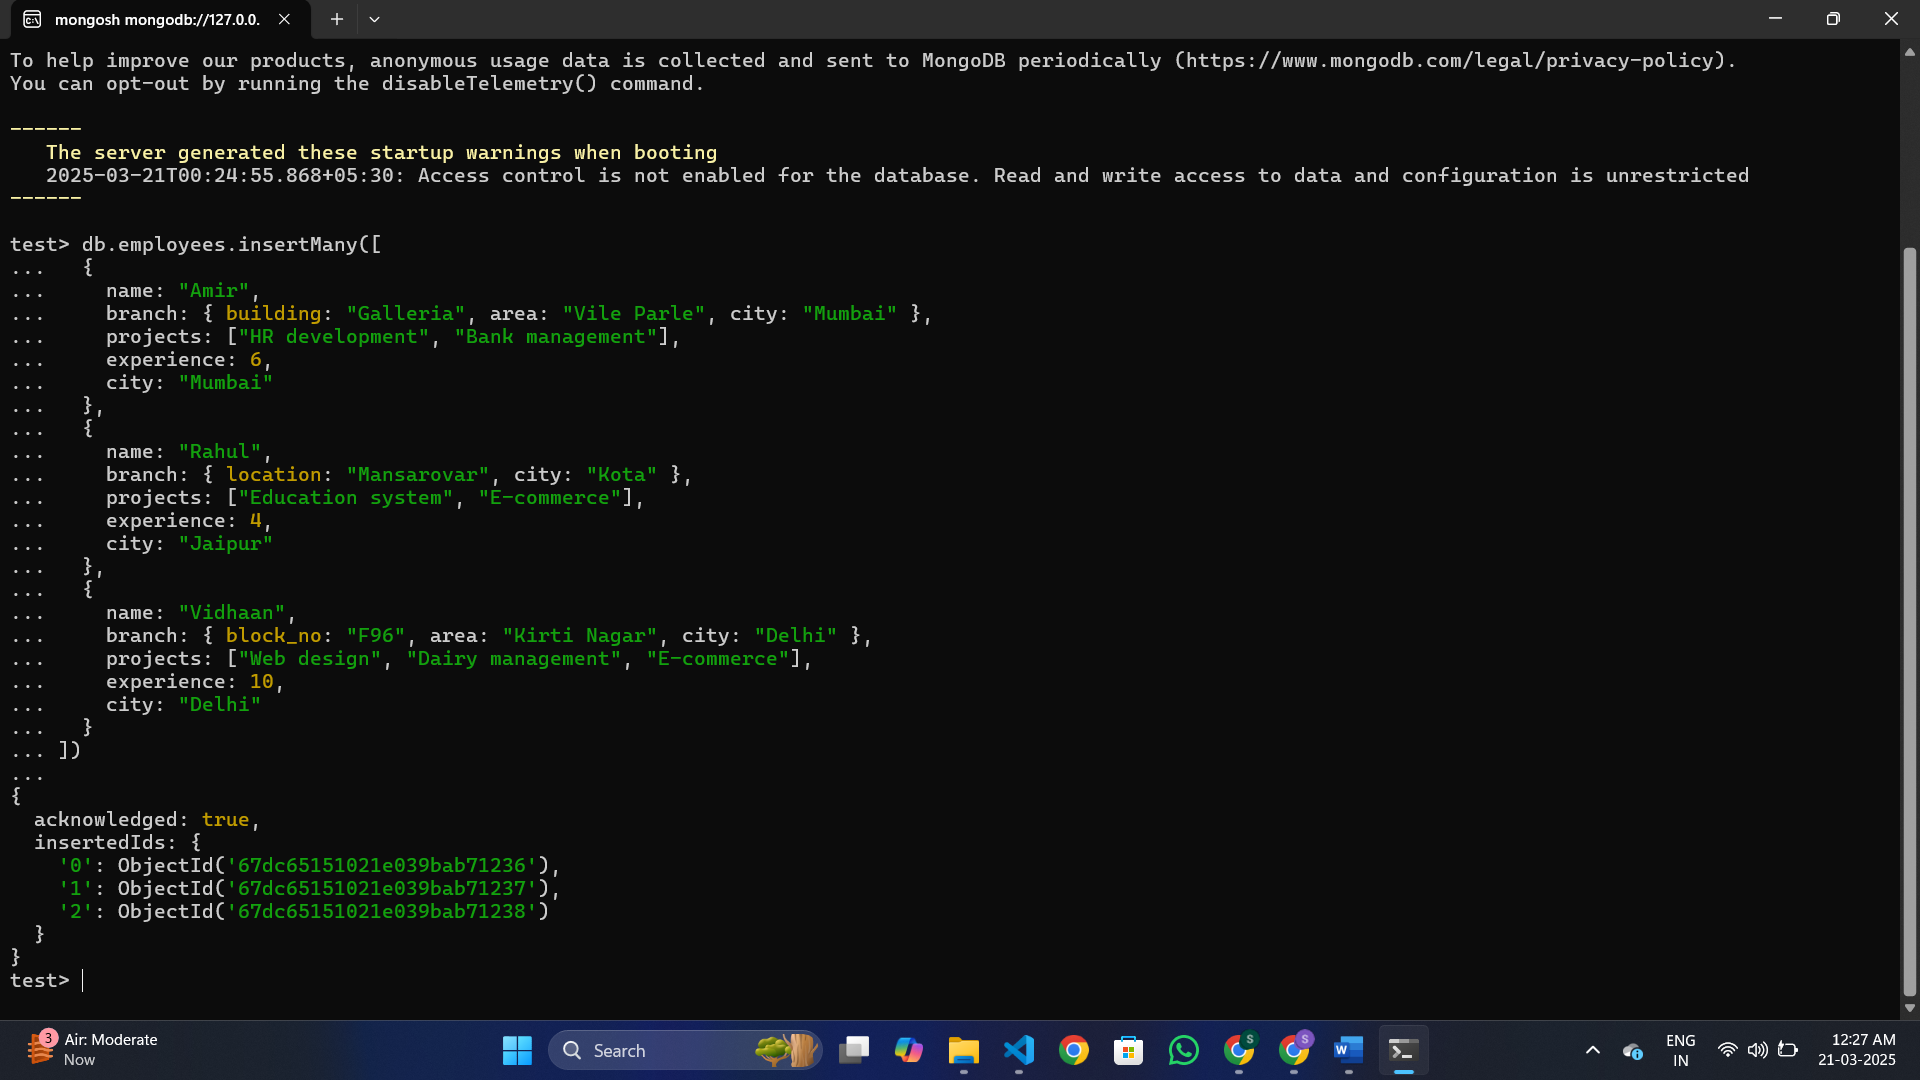 mongosh mongodb://127.0.0.
To help improve our products, anonymous usage data is collected and sent to MongoDB periodically (https://www.mongodb.com/legal/privacy-policy).
You can opt-out by running the disableTelemetry() command.
------
   The server generated these startup warnings when booting
   2025-03-21T00:24:55.868+05:30: Access control is not enabled for the database. Read and write access to data and configuration is unrestricted
------
test> db.employees.insertMany([
...   {
...     name: "Amir",
...     branch: { building: "Galleria", area: "Vile Parle", city: "Mumbai" },
...     projects: ["HR development", "Bank management"],
...     experience: 6,
...     city: "Mumbai"
...   },
...   {
...     name: "Rahul",
...     branch: { location: "Mansarovar", city: "Kota" },
...     projects: ["Education system", "E-commerce"],
...     experience: 4,
...     city: "Jaipur"
...   },
...   {
...     name: "Vidhaan",
...     branch: { block_no: "F96", area: "Kirti Nagar", city: "Delhi" },
...     projects: ["Web design", "Dairy management", "E-commerce"],
...     experience: 10,
...     city: "Delhi"
...   }
... ])
...
{
  acknowledged: true,
  insertedIds: {
    '0': ObjectId('67dc65151021e039bab71236'),
    '1': ObjectId('67dc65151021e039bab71237'),
    '2': ObjectId('67dc65151021e039bab71238')
  }
}
test>
3
Air: Moderate
Now
Search
S
S
W
ENG
IN
12:27 AM
21-03-2025